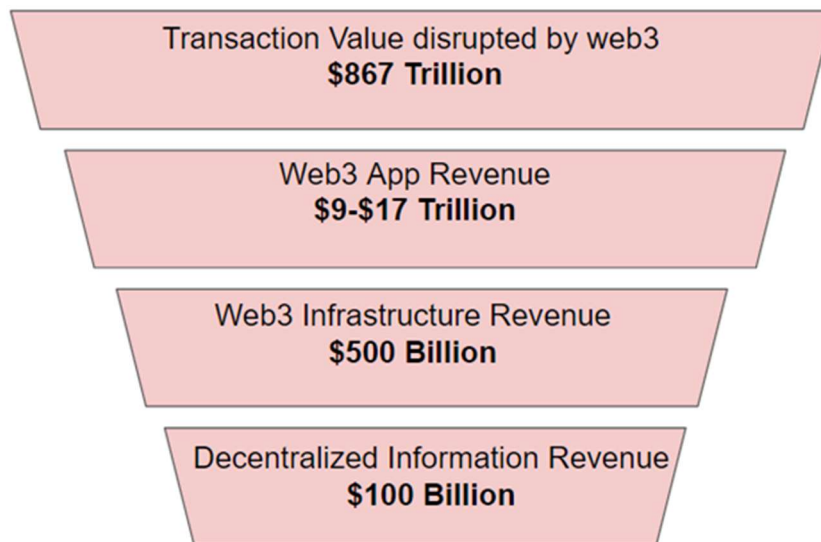 Transaction Value disrupted by web3
$867 Trillion
Web3 App Revenue
$9-$17 Trillion
Web3 Infrastructure Revenue
$500 Billion
Decentralized Information Revenue
$100 Billion